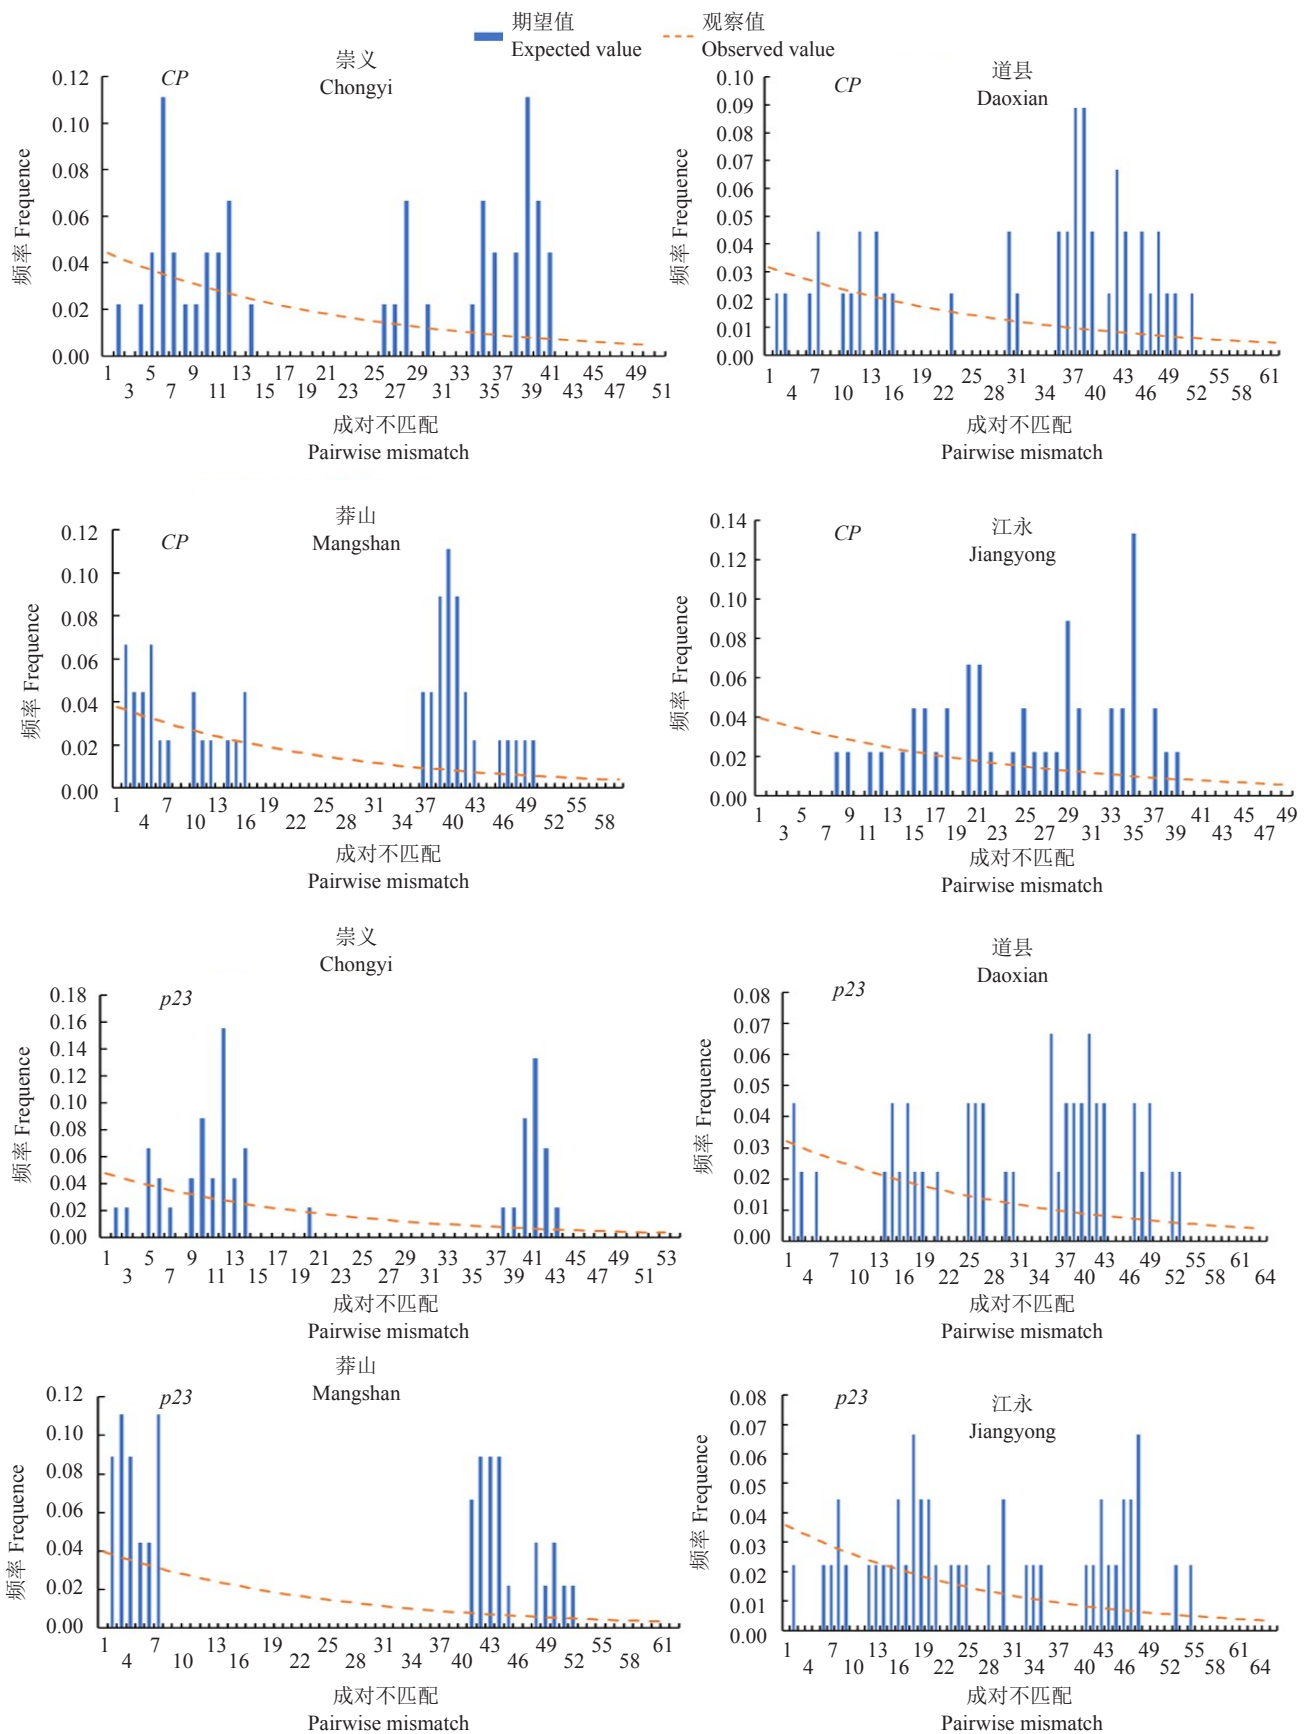 期望值
Expected value
观察值
Observed value
崇义
Chongyi
CP
0.12
0.10
0.08
0.06
0.04
0.02
0.00
频率 Frequence
1 5 9 13 17 21 25 29 33 37 41 45 49
3 7 11 15 19 23 27 31 35 39 43 47 51
成对不匹配
Pairwise mismatch
道县
Daoxian
CP
0.10
0.09
0.08
0.07
0.06
0.05
0.04
0.03
0.02
0.01
0.00
频率 Frequence
1 7 13 19 25 31 37 43 49 55 61
4 10 16 22 28 34 40 46 52 58
成对不匹配
Pairwise mismatch
莽山
Mangshan
CP
0.12
0.10
0.08
0.06
0.04
0.02
0.00
频率 Frequence
1 7 13 19 25 31 37 43 49 55
4 10 16 22 28 34 40 46 52 58
成对不匹配
Pairwise mismatch
江永
Jiangyong
CP
0.14
0.12
0.10
0.08
0.06
0.04
0.02
0.00
频率 Frequence
1 5 9 13 17 21 25 29 33 37 41 45 49
3 7 11 15 19 23 27 31 35 39 43 47
成对不匹配
Pairwise mismatch
崇义
Chongyi
p23
0.18
0.16
0.14
0.12
0.10
0.08
0.06
0.04
0.02
0.00
频率 Frequence
1 5 9 13 17 21 25 29 33 37 41 45 49 53
3 7 11 15 19 23 27 31 35 39 43 47 51
成对不匹配
Pairwise mismatch
道县
Daoxian
p23
0.08
0.07
0.06
0.05
0.04
0.03
0.02
0.01
0.00
频率 Frequence
1 7 13 19 25 31 37 43 49 55 61
4 10 16 22 28 34 40 46 52 58 64
成对不匹配
Pairwise mismatch
莽山
Mangshan
p23
0.12
0.10
0.08
0.06
0.04
0.02
0.00
频率 Frequence
1 7 13 19 25 31 37 43 49 55 61
4 10 16 22 28 34 40 46 52 58
成对不匹配
Pairwise mismatch
江永
Jiangyong
p23
0.08
0.07
0.06
0.05
0.04
0.03
0.02
0.01
0.00
频率 Frequence
1 7 13 19 25 31 37 43 49 55 61
4 10 16 22 28 34 40 46 52 58 64
成对不匹配
Pairwise mismatch